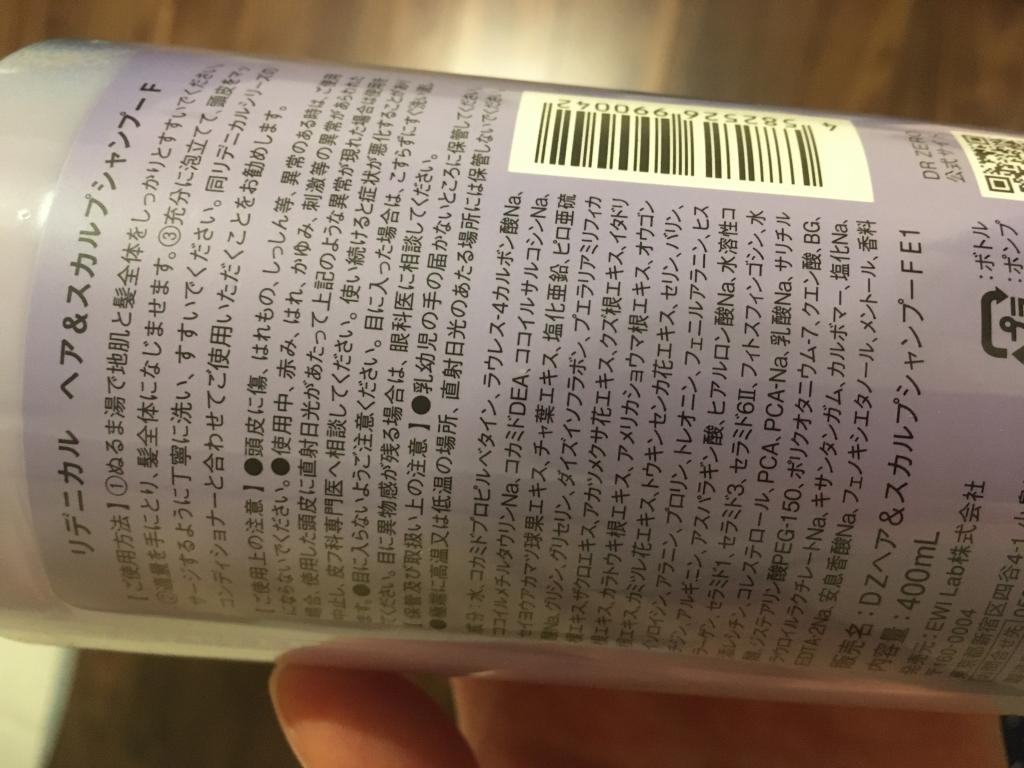 リデニカル ヘア&スカルプシャンプー F
【ご使用方法】①ぬるま湯で地肌と髪全体をしっかりとすすいでください。
②適量を手にとり、髪全体になじませます。③充分に泡立てて、頭皮をマッ
サージするように丁寧に洗い、すすいでください。同リデニカルシリーズの
コンディショナーと合わせてご使用いただくことをお勧めします。
【ご使用上の注意】●頭皮に傷、はれもの、しっしん等、異常のある時は、ご使用
にならないでください。●使用中、赤み、はれ、かゆみ、刺激等の異常があらわれた
場合、使用した頭皮に直射日光があたって上記のような異常が現れた場合は使用を
中止し、皮フ科専門医へ相談してください。使い続けると症状が悪化することがあり
ます。●目に入らないようご注意ください。目に入った場合は、こすらずにすぐ洗い流し
てください。目に異物感が残る場合は、眼科医に相談してください。
【保管及び取扱い上の注意】●乳幼児の手の届かないところに保管してください。
●極端に高温又は低温の場所、直射日光のあたる場所には保管しないでください。
成分：水、コカミドプロピルベタイン、ラウレス-4カルボン酸Na、
ココイルメチルタウリンNa、コカミドDEA、ココイルサルコシンNa、
セイヨウアカマツ球果エキス、チャ葉エキス、塩化亜鉛、ピロ亜硫
酸Na、グリシン、グリセリン、ダイズイソフラボン、プエラリアミリフィカ
根エキス、ザクロエキス、アカツメクサ花エキス、クズ根エキス、イタドリ
根エキス、カラトウキ根エキス、アメリカショウマ根エキス、オウゴン
根エキス、ホップ花エキス、トウキンセンカ花エキス、セリン、バリン、
イソロイシン、アラニン、プロリン、トレオニン、フェニルアラニン、ヒス
チジン、アルギニン、アスパラギン酸、ヒアルロン酸Na、水溶性コ
ラーゲン、セラミド1、セラミド3、セラミド6Ⅱ、フィトスフィンゴシン、水
添レシチン、コレステロール、PCA、PCA-Na、乳酸Na、サリチル
酸、ジステアリン酸PEG-150、ポリクオタニウム-7、クエン酸、BG、
ラウロイルラクチレートNa、キサンタンガム、カルボマー、塩化Na、
EDTA-2Na、安息香酸Na、フェノキシエタノール、メントール、香料
販売名：DZヘア&スカルプシャンプーFE1
内容量：400mL
発売元：EWI Lab株式会社
〒160-0004
東京都新宿区四谷4-1-1
4 582526 990042
DR ZERO
公式サイト
：ボトル
：ポンプ